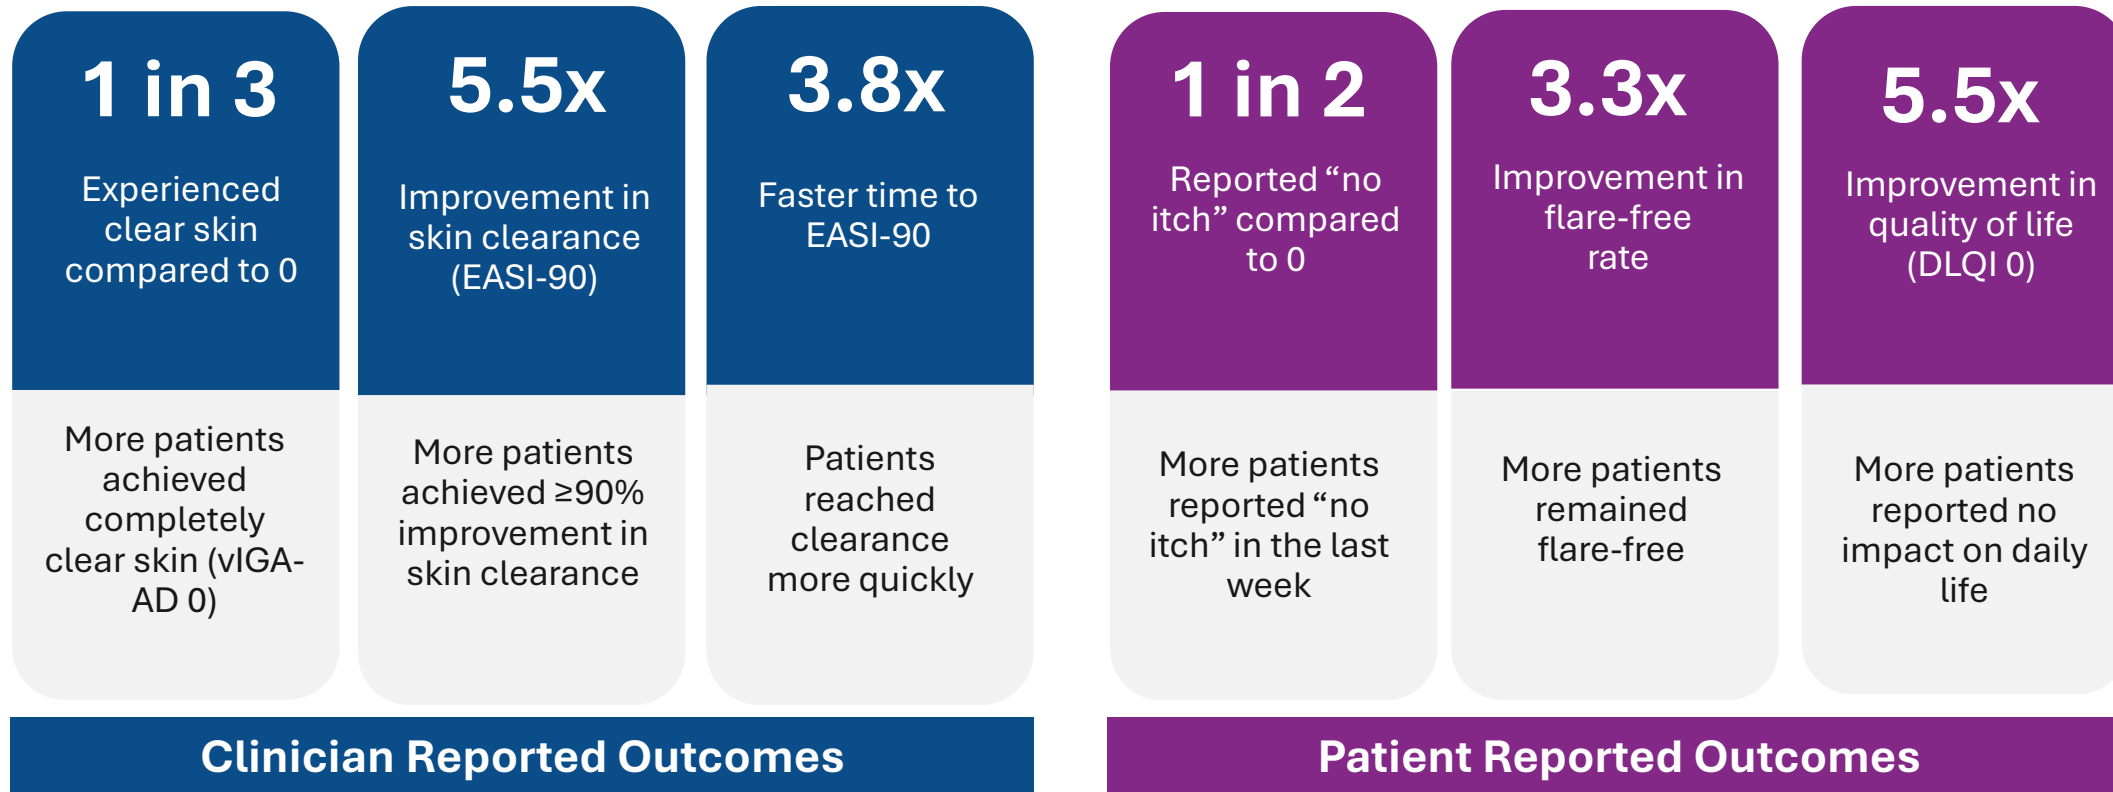 1 in 3
Experienced
clear skin
compared to 0
More patients
achieved
completely
clear skin (vIGA-
AD 0)
5.5x
Improvement in
skin clearance
(EASI-90)
More patients
achieved ≥90%
improvement in
skin clearance
3.8x
Faster time to
EASI-90
Patients
reached
clearance
more quickly
Clinician Reported Outcomes
1 in 2
Reported “no
itch” compared
to 0
More patients
reported “no
itch” in the last
week
3.3x
Improvement in
flare-free
rate
More patients
remained
flare-free
5.5x
Improvement in
quality of life
(DLQI 0)
More patients
reported no
impact on daily
life
Patient Reported Outcomes